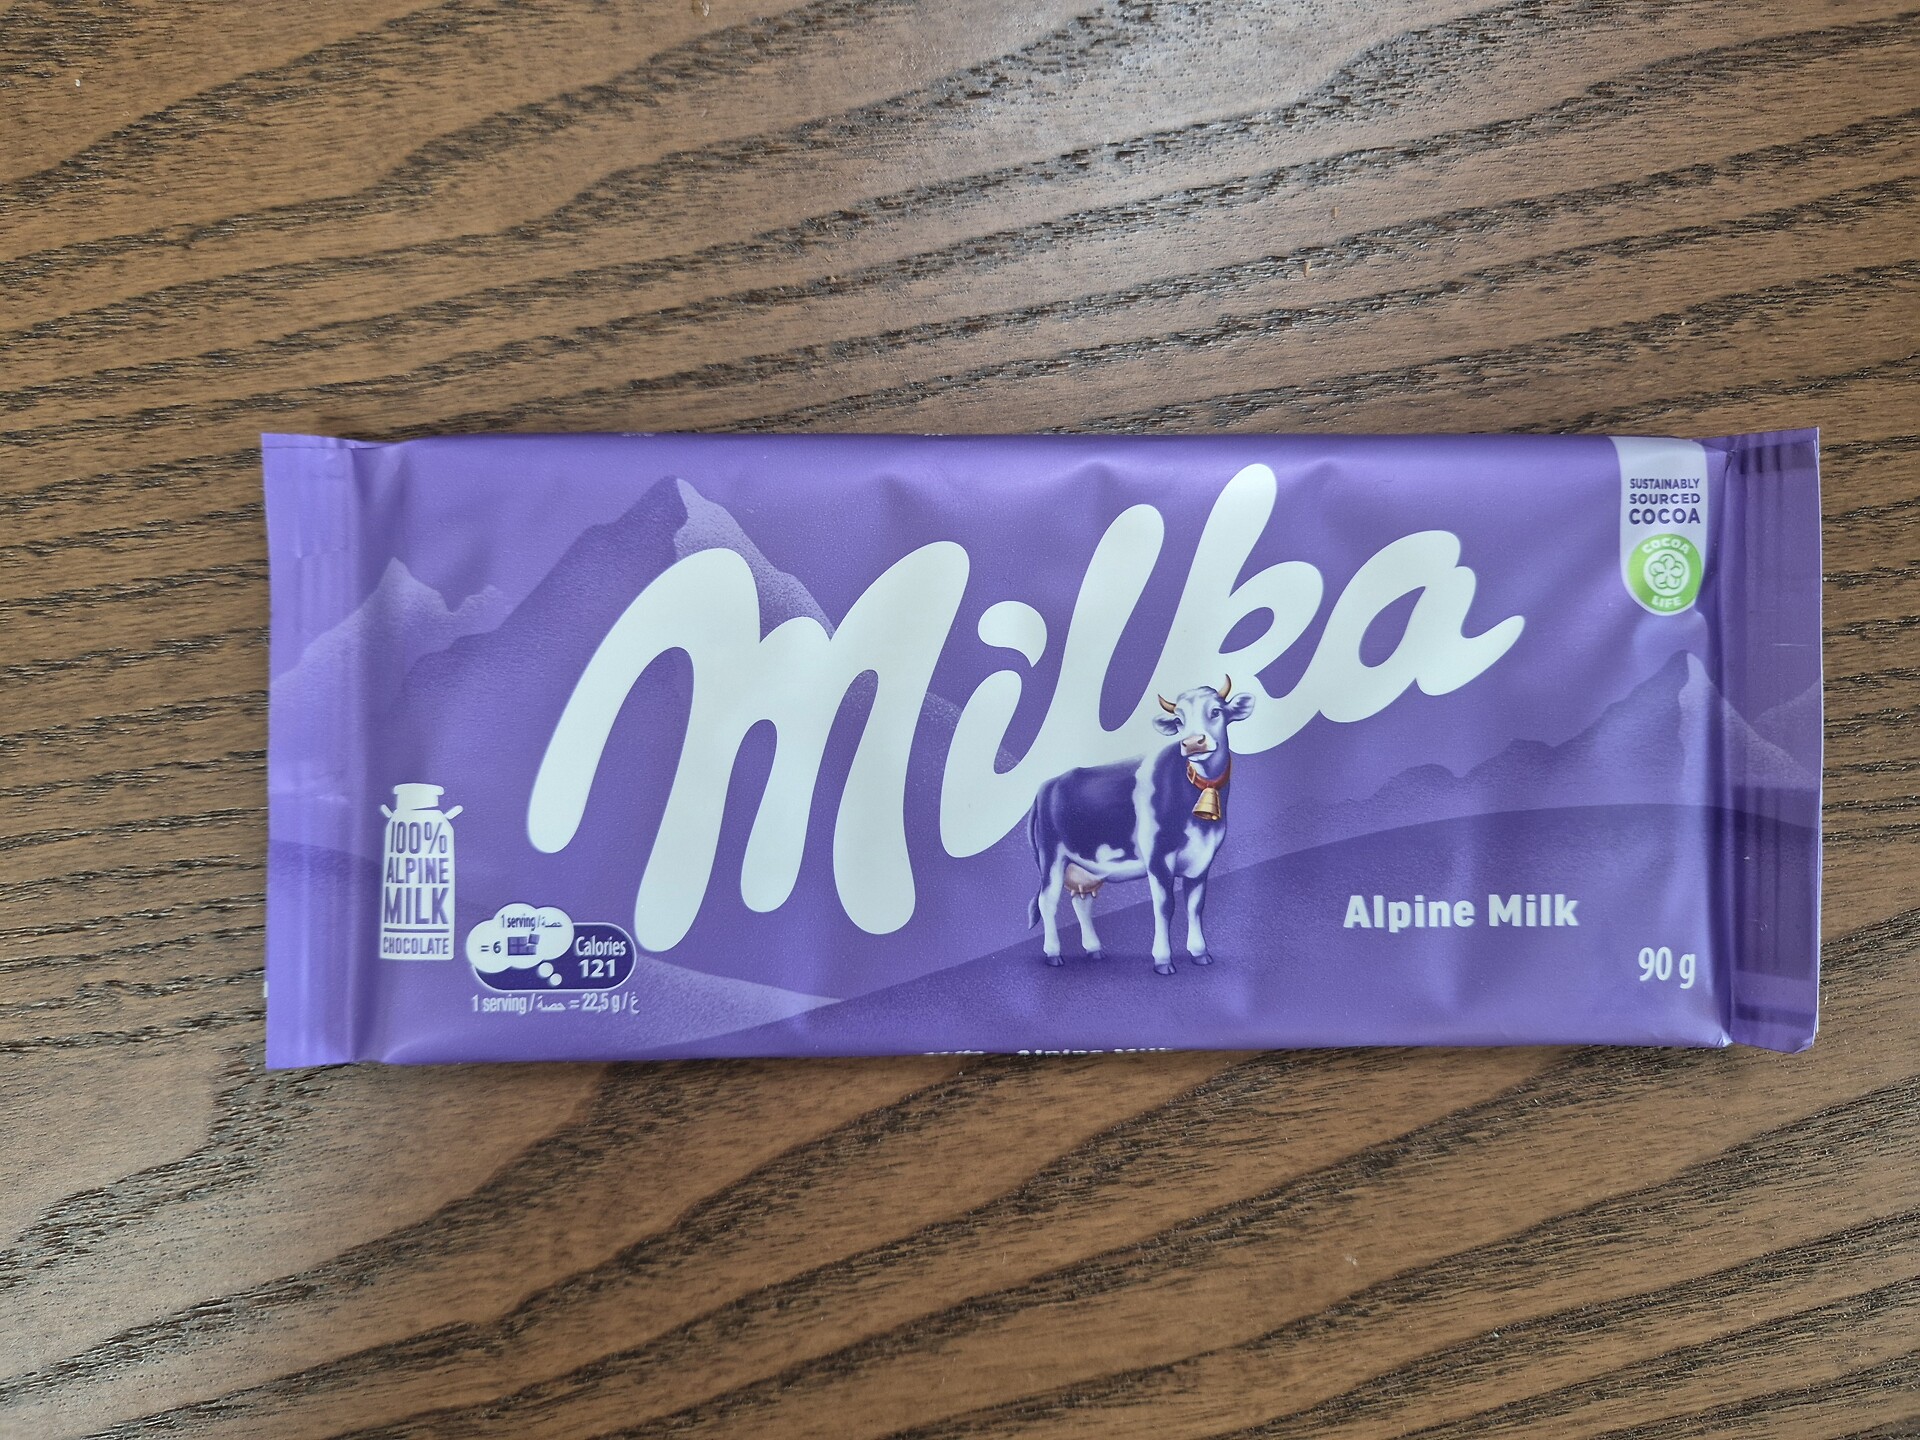 Milka
SUSTAINABLY
SOURCED
COCOA
COCOA
LIFE
100%
ALPINE
MILK
CHOCOLATE
1 serving / حصة
= 6
Calories
121
1 serving / حصة = 22,5 g / غ
Alpine Milk
90 g